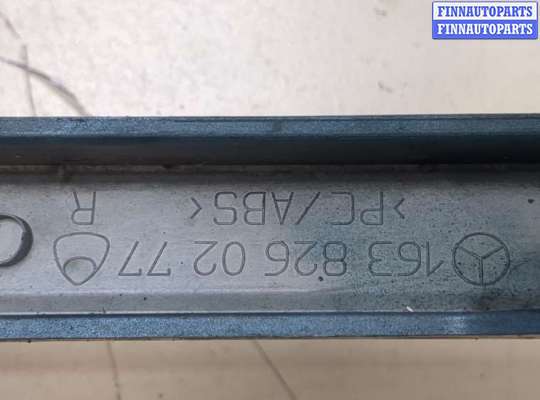 FINNAUTOPARTS
FINNAUTOPARTS
163 826 02 77
>PC/ABS< R